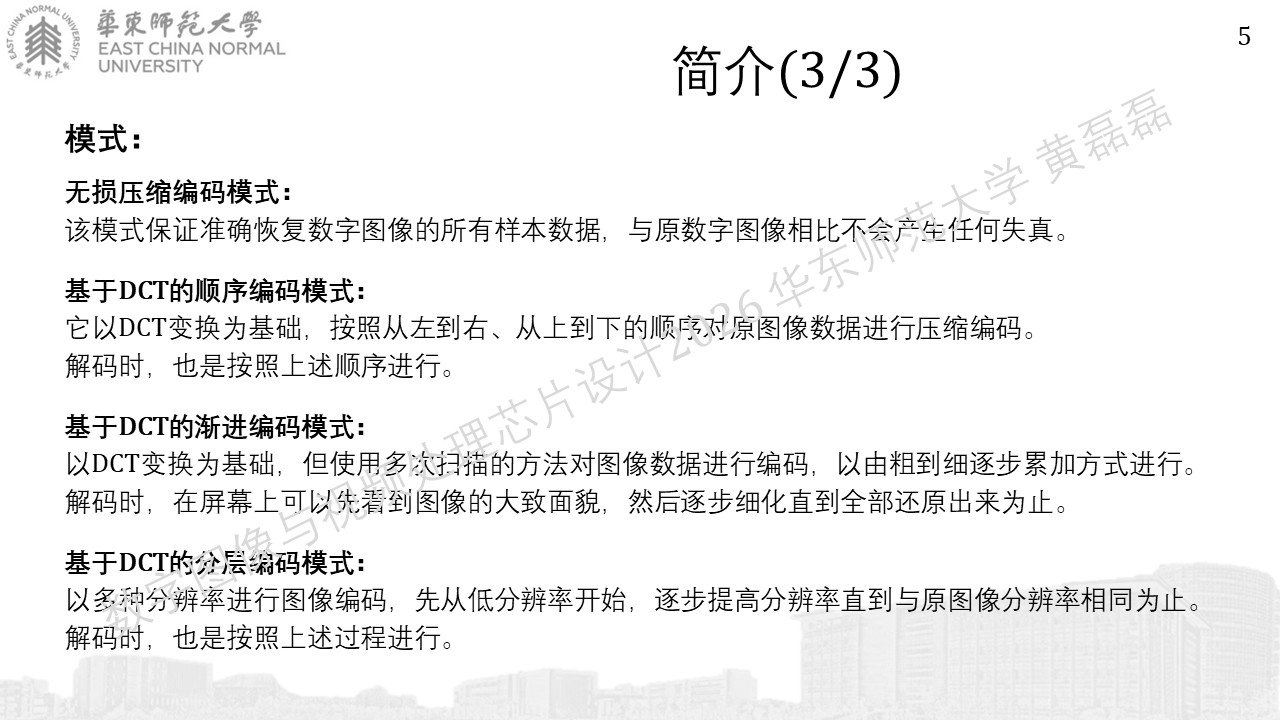 華東師範大學
EAST CHINA NORMAL
UNIVERSITY
EAST CHINA NORMAL UNIVERSITY
華東师范大学
5
简介(3/3)
模式：
无损压缩编码模式：
该模式保证准确恢复数字图像的所有样本数据，与原数字图像相比不会产生任何失真。
基于DCT的顺序编码模式：
它以DCT变换为基础，按照从左到右、从上到下的顺序对原图像数据进行压缩编码。
解码时，也是按照上述顺序进行。
基于DCT的渐进编码模式：
以DCT变换为基础，但使用多次扫描的方法对图像数据进行编码，以由粗到细逐步累加方式进行。
解码时，在屏幕上可以先看到图像的大致面貌，然后逐步细化直到全部还原出来为止。
基于DCT的分层编码模式：
以多种分辨率进行图像编码，先从低分辨率开始，逐步提高分辨率直到与原图像分辨率相同为止。
解码时，也是按照上述过程进行。
数字图像与视频处理芯片设计2026 华东师范大学 黄磊磊